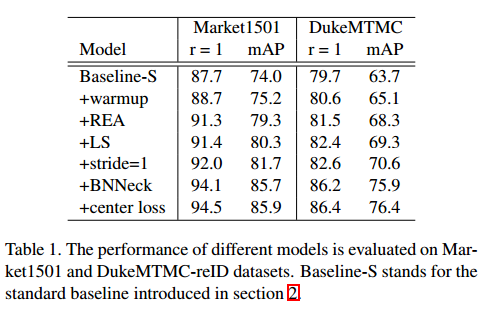 Market1501 DukeMTMC
Model r = 1 mAP r = 1 mAP
Baseline-S 87.7 74.0 79.7 63.7
+warmup 88.7 75.2 80.6 65.1
+REA 91.3 79.3 81.5 68.3
+LS 91.4 80.3 82.4 69.3
+stride=1 92.0 81.7 82.6 70.6
+BNNeck 94.1 85.7 86.2 75.9
+center loss 94.5 85.9 86.4 76.4
Table 1. The performance of different models is evaluated on Mar-
ket1501 and DukeMTMC-reID datasets. Baseline-S stands for the
standard baseline introduced in section 2.